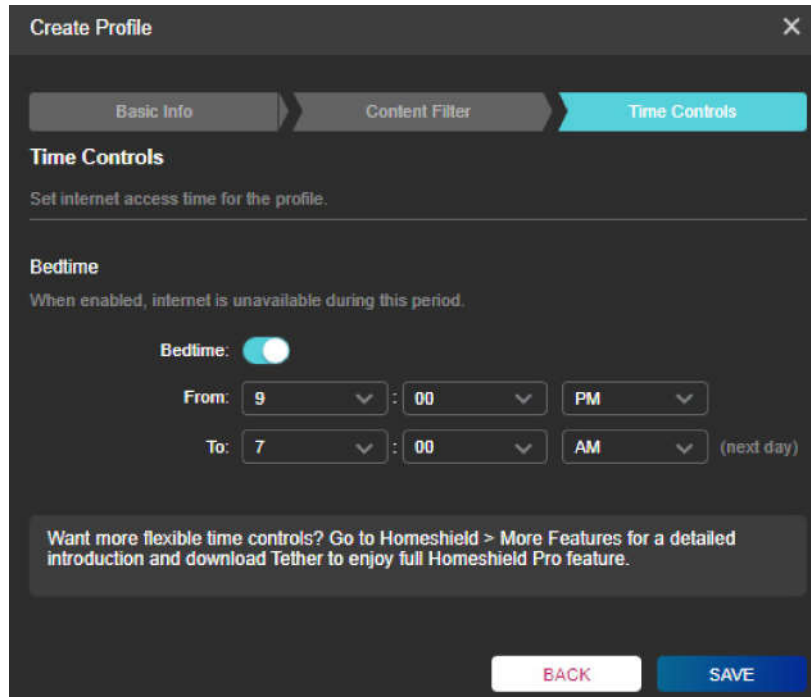 Create Profile
Basic Info Content Filter Time Controls
Time Controls
Set internet access time for the profile.
Bedtime
When enabled, internet is unavailable during this period.
Bedtime:
From: 9 : 00 PM
To: 7 : 00 AM (next day)
Want more flexible time controls? Go to Homeshield > More Features for a detailed
introduction and download Tether to enjoy full Homeshield Pro feature.
BACK SAVE